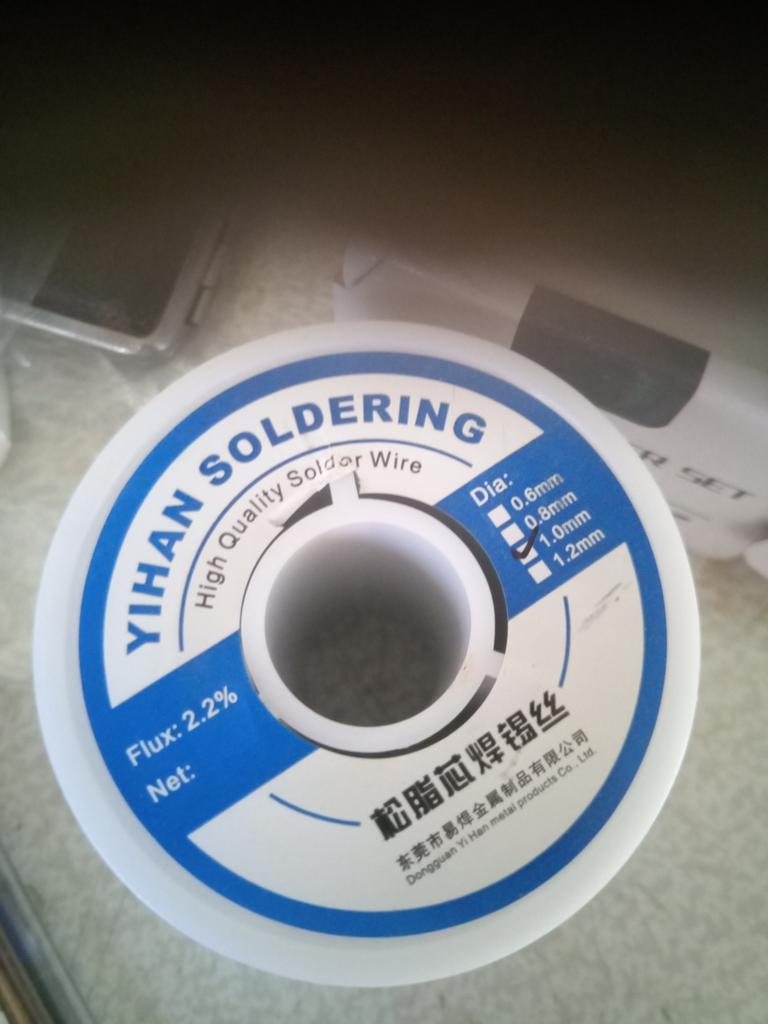 YIHAN SOLDERING
High Quality Solder Wire
Dia:
0.6mm
0.8mm
1.0mm
1.2mm
Flux: 2.2%
Net:
松脂芯焊锡丝
东莞市易焊金属制品有限公司
Dongguan Yi Han metal products Co., Ltd.
SET